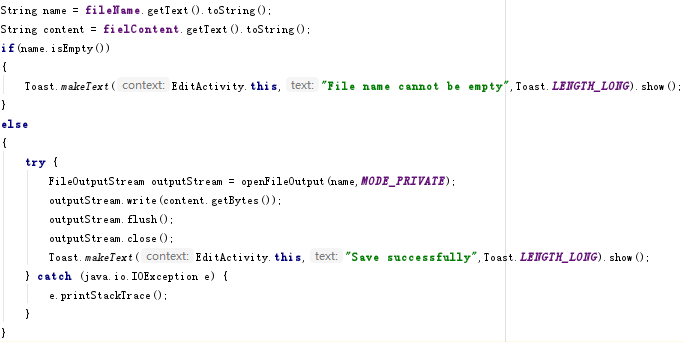 String name = fileName.getText().toString();
String content = fielContent.getText().toString();
if(name.isEmpty())
{
Toast.makeText( context: EditActivity.this, text: "File name cannot be empty",Toast.LENGTH_LONG).show();
}
else
{
try {
FileOutputStream outputStream = openFileOutput(name,MODE_PRIVATE);
outputStream.write(content.getBytes());
outputStream.flush();
outputStream.close();
Toast.makeText( context: EditActivity.this, text: "Save successfully",Toast.LENGTH_LONG).show();
} catch (java.io.IOException e) {
e.printStackTrace();
}
}